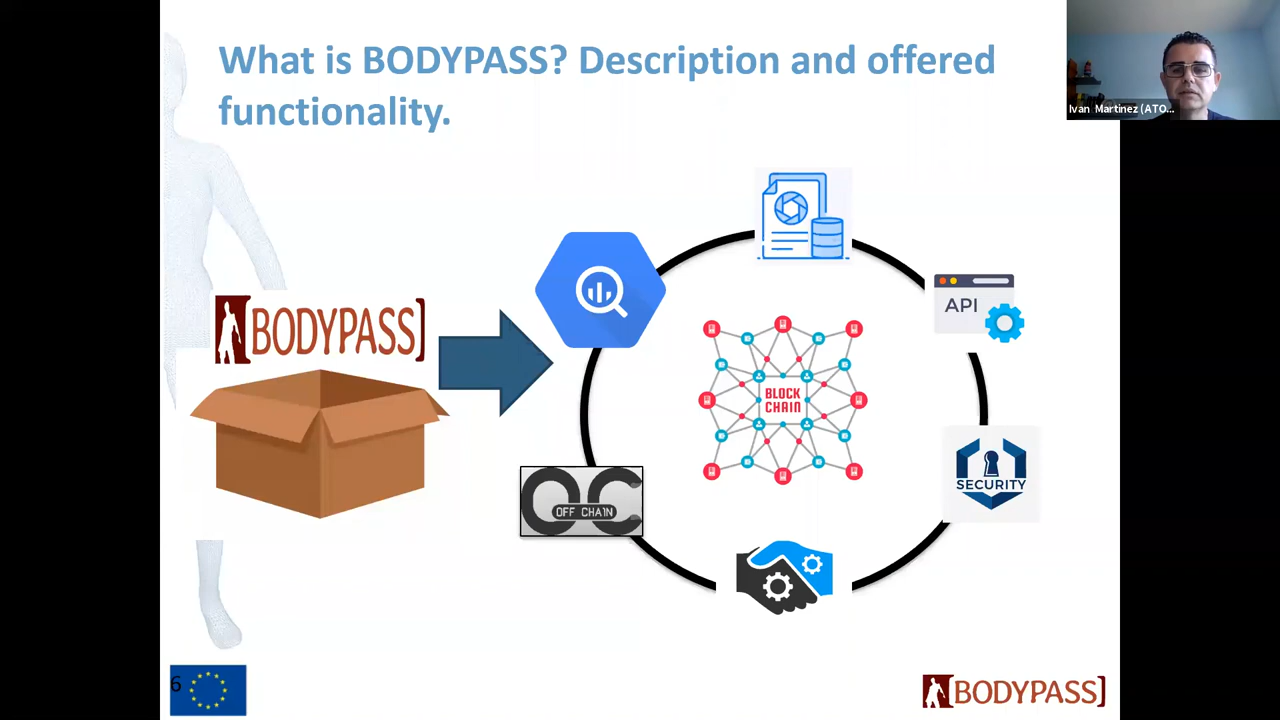 What is BODYPASS? Description and offered
functionality.
Ivan Martinez (ATO...
API
[BODYPASS]
BLOCK
CHAIN
SECURITY
OFF CHAIN
6
[BODYPASS]